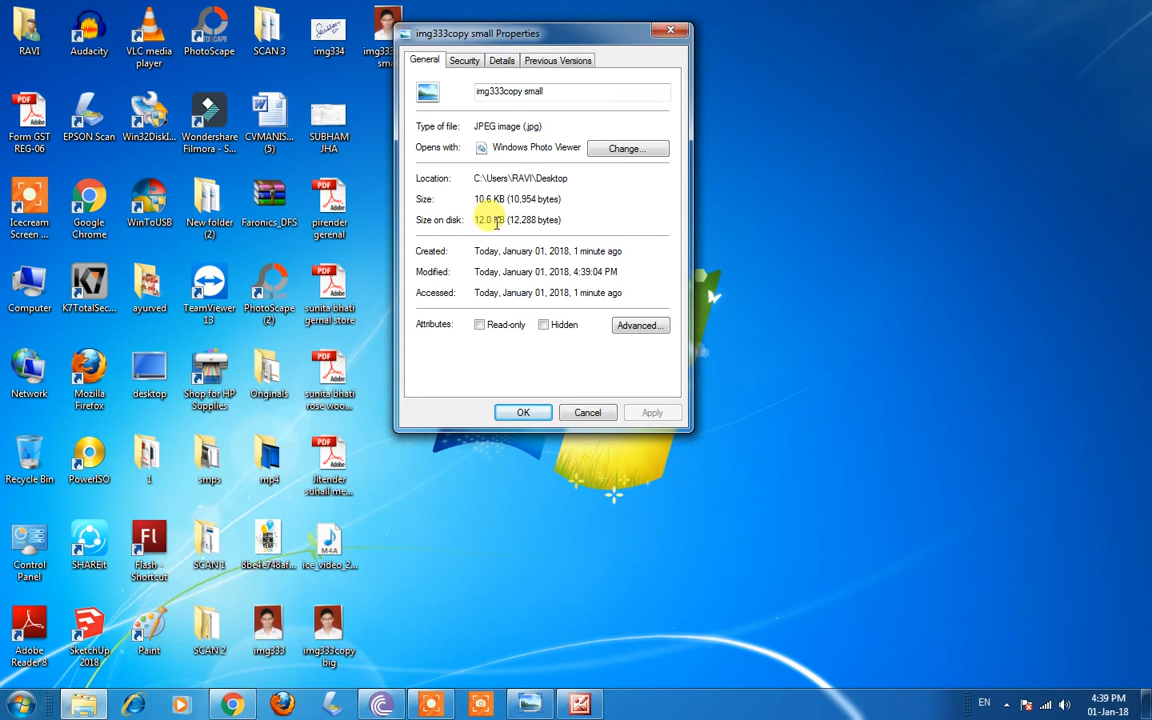 RAVI
Audacity
VLC media
player
PhotoScape
SCAN 3
img334
Form GST
REG-06
EPSON Scan
Win32DiskI...
Wondershare
Filmora - S...
CVMANIS...
(5)
SUBHAM
JHA
Icecream
Screen ...
Google
Chrome
WinToUSB
New folder
(2)
Faronics_DFS
pirender
gerenal
Computer
K7TotalSec...
ayurved
TeamViewer
13
PhotoScape
(2)
sunita bhati
gernal store
Network
Mozilla
Firefox
desktop
Shop for HP
Supplies
Originals
sunita bhati
rose woo...
Recycle Bin
PowerISO
1
smps
mp4
Jitender
suhail me...
Control
Panel
SHAREit
Flash -
Shortcut
SCAN 1
8be4e748af...
M4A
ice_video_2...
Adobe
Reader 8
SketchUp
2018
Paint
SCAN 2
img333
img333copy
big
img333copy small Properties
General
Security
Details
Previous Versions
img333copy small
Type of file: JPEG image (.jpg)
Opens with: Windows Photo Viewer Change...
Location: C:\Users\RAVI\Desktop
Size: 10.6 KB (10,954 bytes)
Size on disk: 12.0 KB (12,288 bytes)
Created: Today, January 01, 2018, 1 minute ago
Modified: Today, January 01, 2018, 4:39:04 PM
Accessed: Today, January 01, 2018, 1 minute ago
Attributes: Read-only Hidden Advanced...
OK Cancel Apply
EN
4:39 PM
01-Jan-18